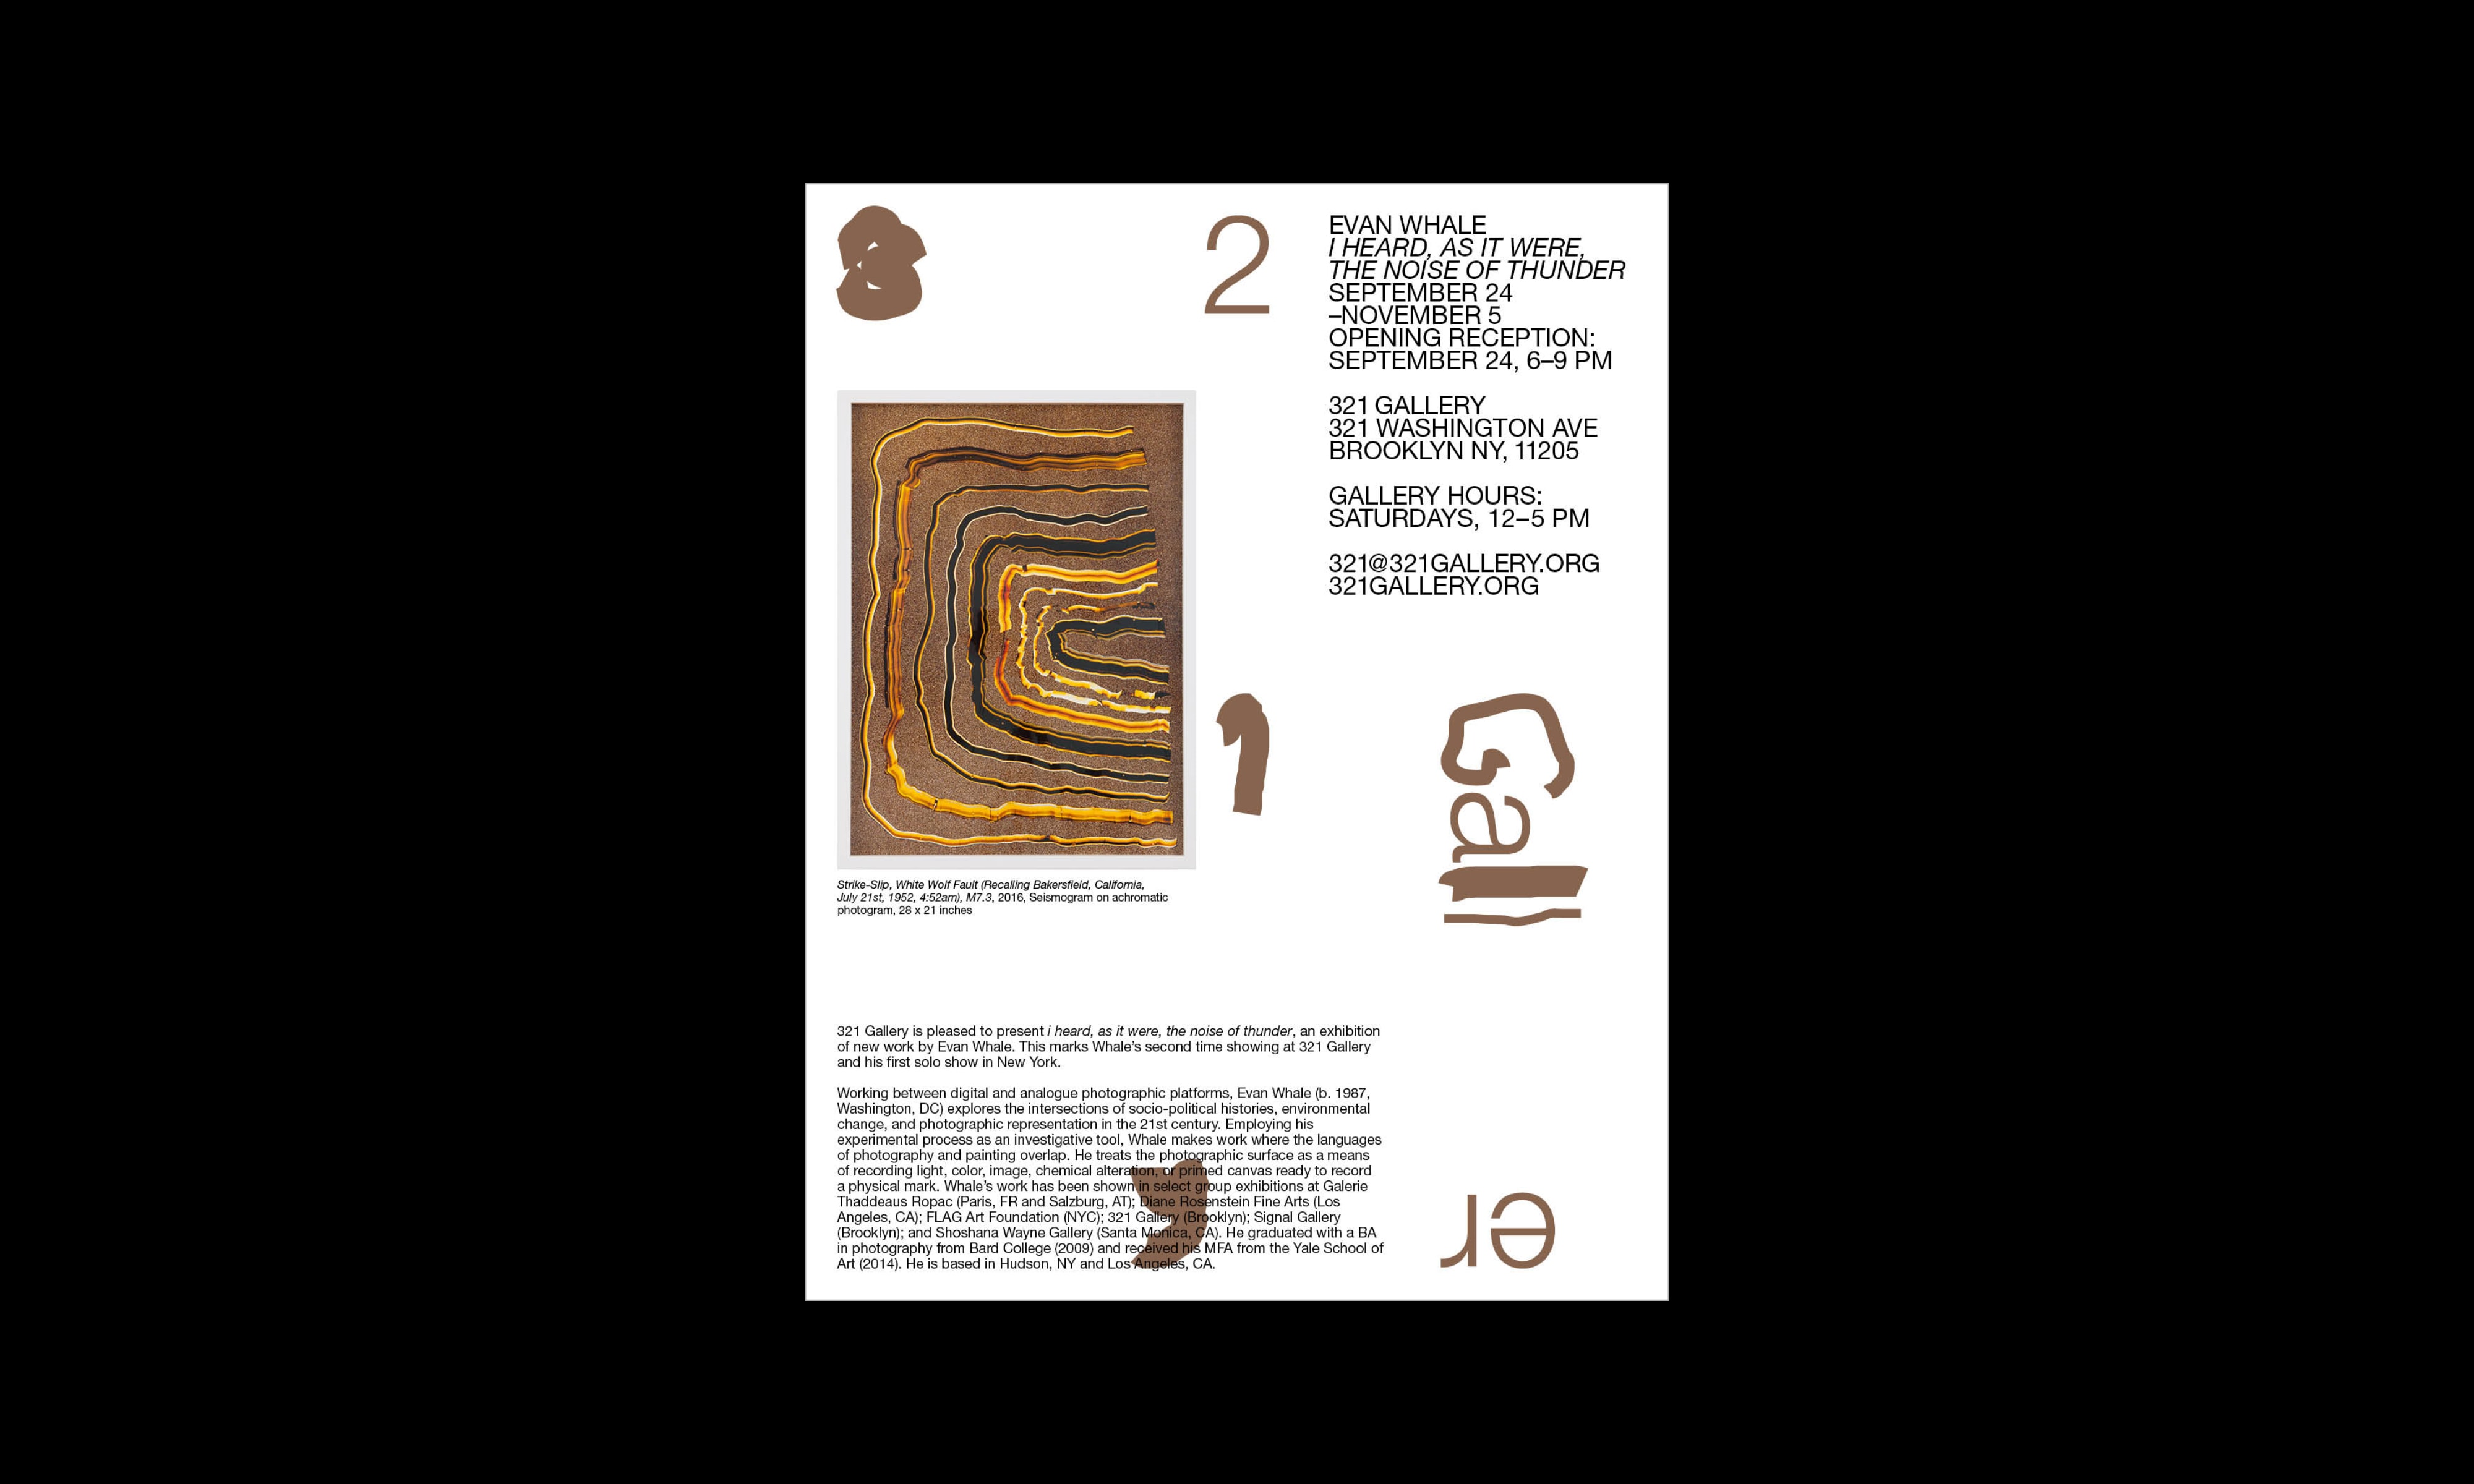 3
2
EVAN WHALE
I HEARD, AS IT WERE,
THE NOISE OF THUNDER
SEPTEMBER 24
–NOVEMBER 5
OPENING RECEPTION:
SEPTEMBER 24, 6–9 PM
321 GALLERY
321 WASHINGTON AVE
BROOKLYN NY, 11205
GALLERY HOURS:
SATURDAYS, 12–5 PM
321@321GALLERY.ORG
321GALLERY.ORG
1
Gall
Strike-Slip, White Wolf Fault (Recalling Bakersfield, California,
July 21st, 1952, 4:52am), M7.3, 2016, Seismogram on achromatic
photogram, 28 x 21 inches
321 Gallery is pleased to present i heard, as it were, the noise of thunder, an exhibition
of new work by Evan Whale. This marks Whale’s second time showing at 321 Gallery
and his first solo show in New York.
Working between digital and analogue photographic platforms, Evan Whale (b. 1987,
Washington, DC) explores the intersections of socio-political histories, environmental
change, and photographic representation in the 21st century. Employing his
experimental process as an investigative tool, Whale makes work where the languages
of photography and painting overlap. He treats the photographic surface as a means
of recording light, color, image, chemical alteration, or primed canvas ready to record
a physical mark. Whale’s work has been shown in select group exhibitions at Galerie
Thaddeus Ropac (Paris, FR and Salzburg, AT); Diane Rosenstein Fine Arts (Los
Angeles, CA); FLAG Art Foundation (NYC); 321 Gallery (Brooklyn); Signal Gallery
(Brooklyn); and Shoshana Wayne Gallery (Santa Monica, CA). He graduated with a BA
in photography from Bard College (2009) and received his MFA from the Yale School of
Art (2014). He is based in Hudson, NY and Los Angeles, CA.
er
y